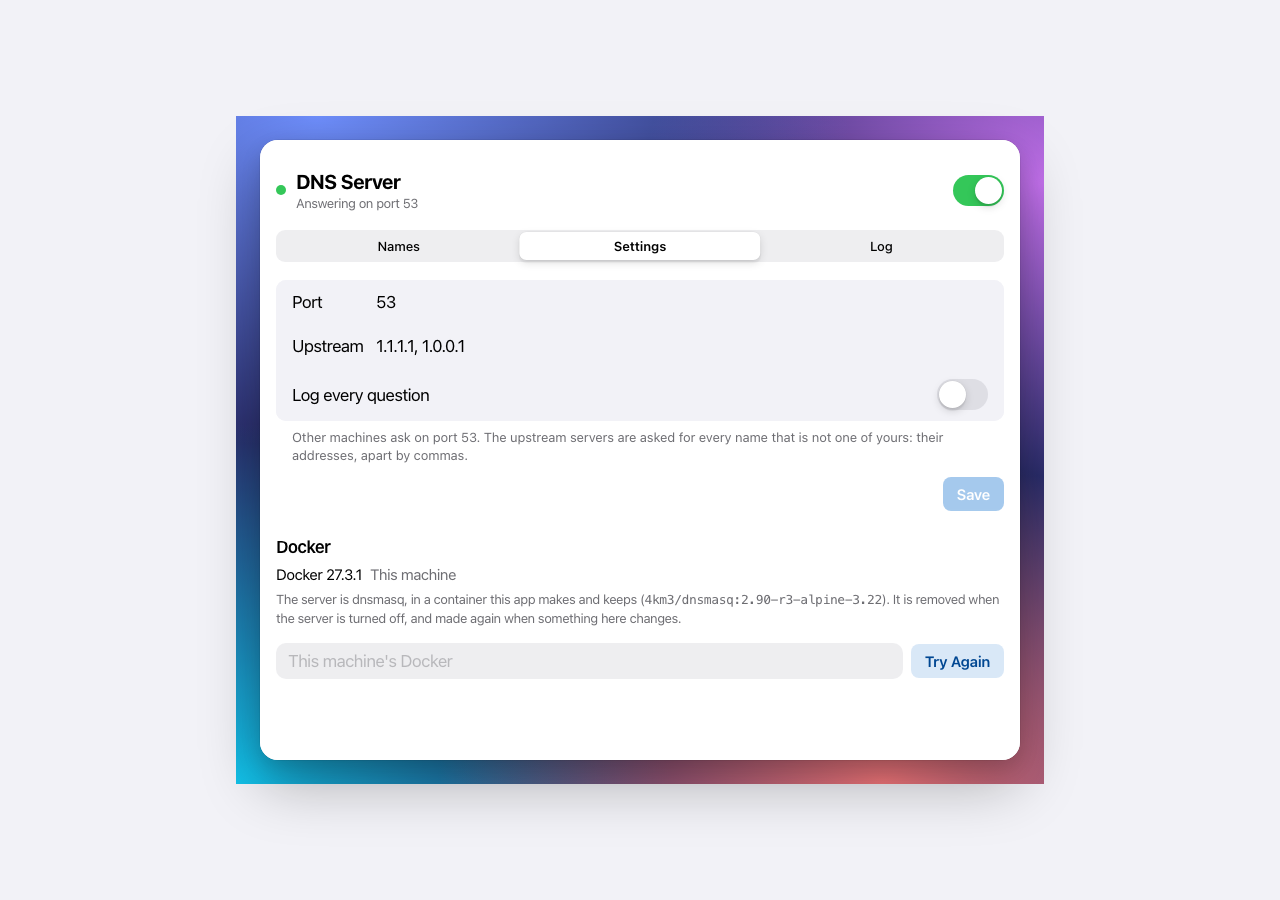 DNS Server
Answering on port 53
Names Settings Log
Port 53
Upstream 1.1.1.1, 1.0.0.1
Log every question
Other machines ask on port 53. The upstream servers are asked for every name that is not one of yours: their
addresses, apart by commas.
Save
Docker
Docker 27.3.1 This machine
The server is dnsmasq, in a container this app makes and keeps (4km3/dnsmasq:2.90-r3-alpine-3.22). It is removed when
the server is turned off, and made again when something here changes.
This machine's Docker Try Again